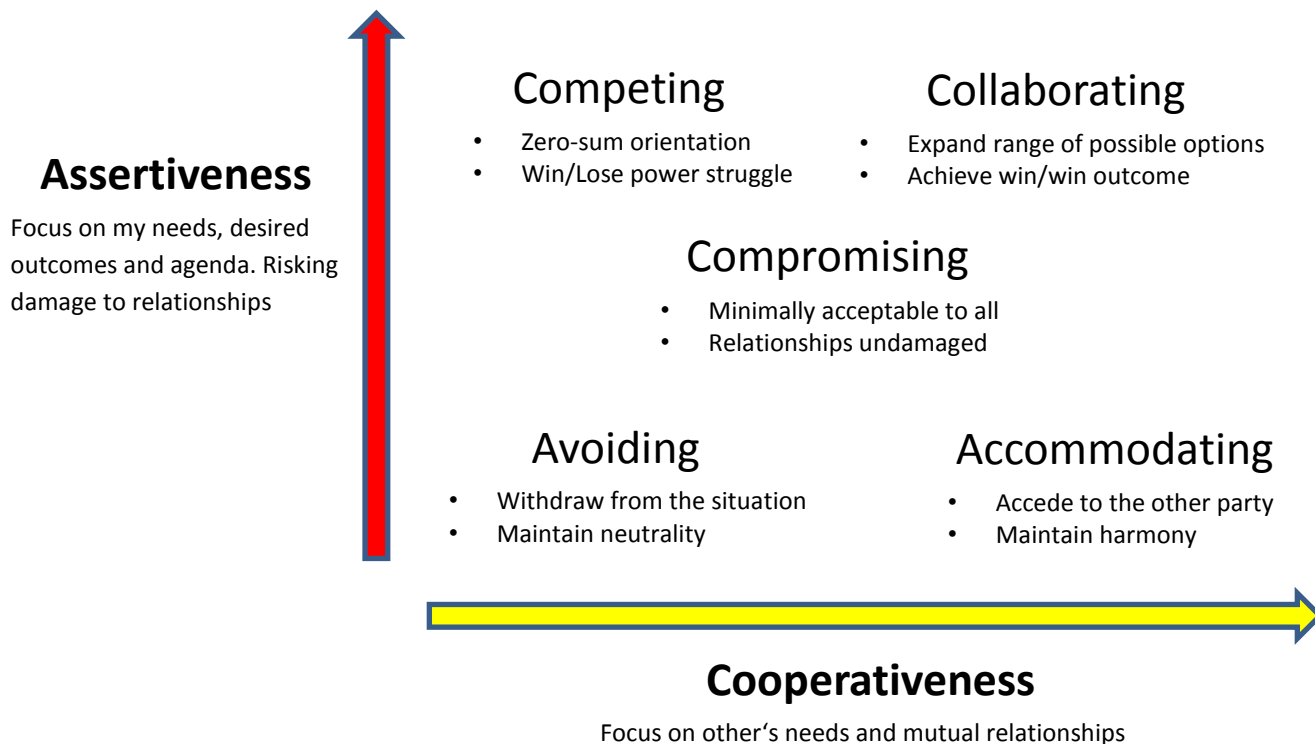 Competing
• Zero-sum orientation
• Win/Lose power struggle
Collaborating
• Expand range of possible options
• Achieve win/win outcome
Assertiveness
Focus on my needs, desired
outcomes and agenda. Risking
damage to relationships
Compromising
• Minimally acceptable to all
• Relationships undamaged
Avoiding
• Withdraw from the situation
• Maintain neutrality
Accommodating
• Accede to the other party
• Maintain harmony
Cooperativeness
Focus on other‘s needs and mutual relationships